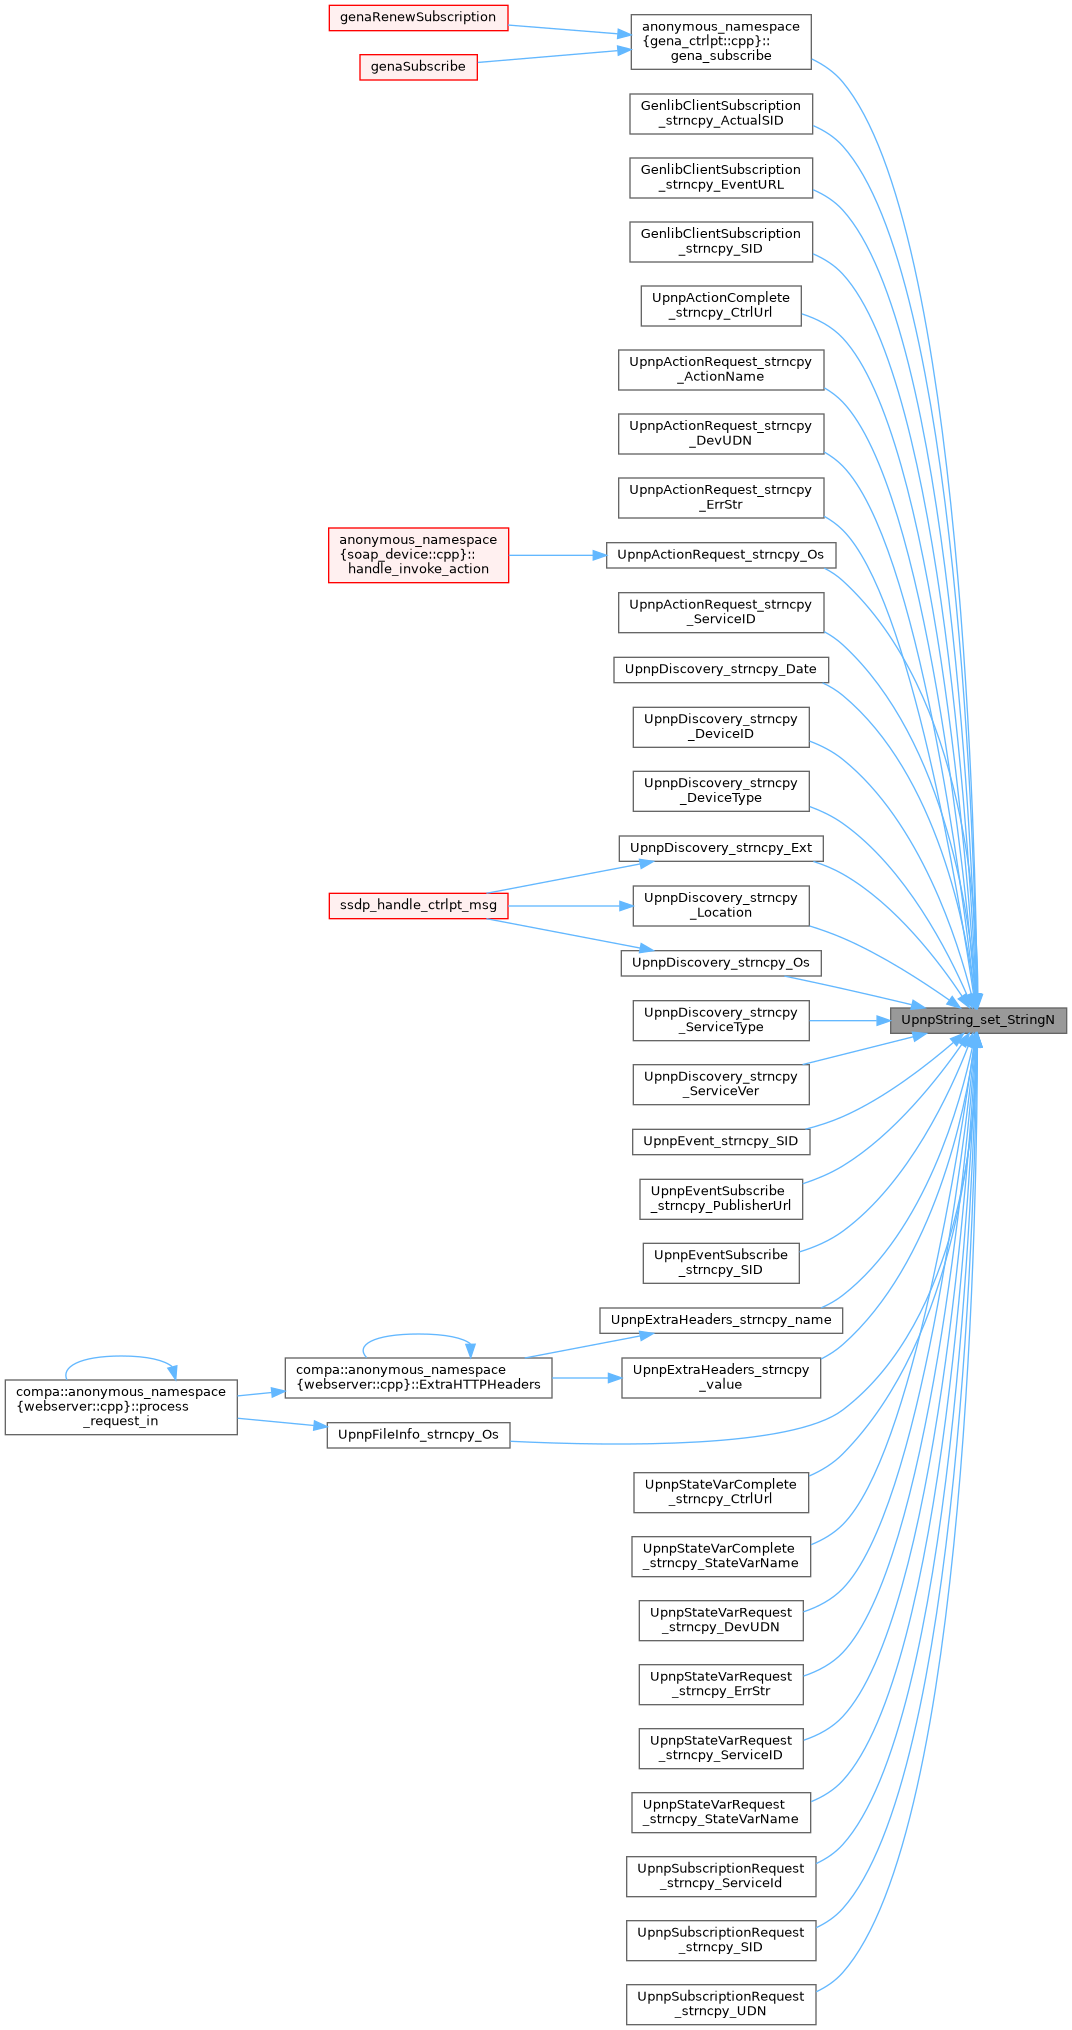 genaRenewSubscription
genaSubscribe
anonymous_namespace
{gena_ctrlpt::cpp}::
gena_subscribe
GenlibClientSubscription
_strncpy_ActualSID
GenlibClientSubscription
_strncpy_EventURL
GenlibClientSubscription
_strncpy_SID
UpnpActionComplete
_strncpy_CtrlUrl
UpnpActionRequest_strncpy
_ActionName
UpnpActionRequest_strncpy
_DevUDN
UpnpActionRequest_strncpy
_ErrStr
anonymous_namespace
{soap_device::cpp}::
handle_invoke_action
UpnpActionRequest_strncpy_Os
UpnpActionRequest_strncpy
_ServiceID
UpnpDiscovery_strncpy_Date
UpnpDiscovery_strncpy
_DeviceID
UpnpDiscovery_strncpy
_DeviceType
UpnpDiscovery_strncpy_Ext
ssdp_handle_ctrlpt_msg
UpnpDiscovery_strncpy
_Location
UpnpDiscovery_strncpy_Os
UpnpString_set_StringN
UpnpDiscovery_strncpy
_ServiceType
UpnpDiscovery_strncpy
_ServiceVer
UpnpEvent_strncpy_SID
UpnpEventSubscribe
_strncpy_PublisherUrl
UpnpEventSubscribe
_strncpy_SID
UpnpExtraHeaders_strncpy_name
compa::anonymous_namespace
{webserver::cpp}::ExtraHTTPHeaders
UpnpExtraHeaders_strncpy
_value
compa::anonymous_namespace
{webserver::cpp}::process
_request_in
UpnpFileInfo_strncpy_Os
UpnpStateVarComplete
_strncpy_CtrlUrl
UpnpStateVarComplete
_strncpy_StateVarName
UpnpStateVarRequest
_strncpy_DevUDN
UpnpStateVarRequest
_strncpy_ErrStr
UpnpStateVarRequest
_strncpy_ServiceID
UpnpStateVarRequest
_strncpy_StateVarName
UpnpSubscriptionRequest
_strncpy_ServiceId
UpnpSubscriptionRequest
_strncpy_SID
UpnpSubscriptionRequest
_strncpy_UDN